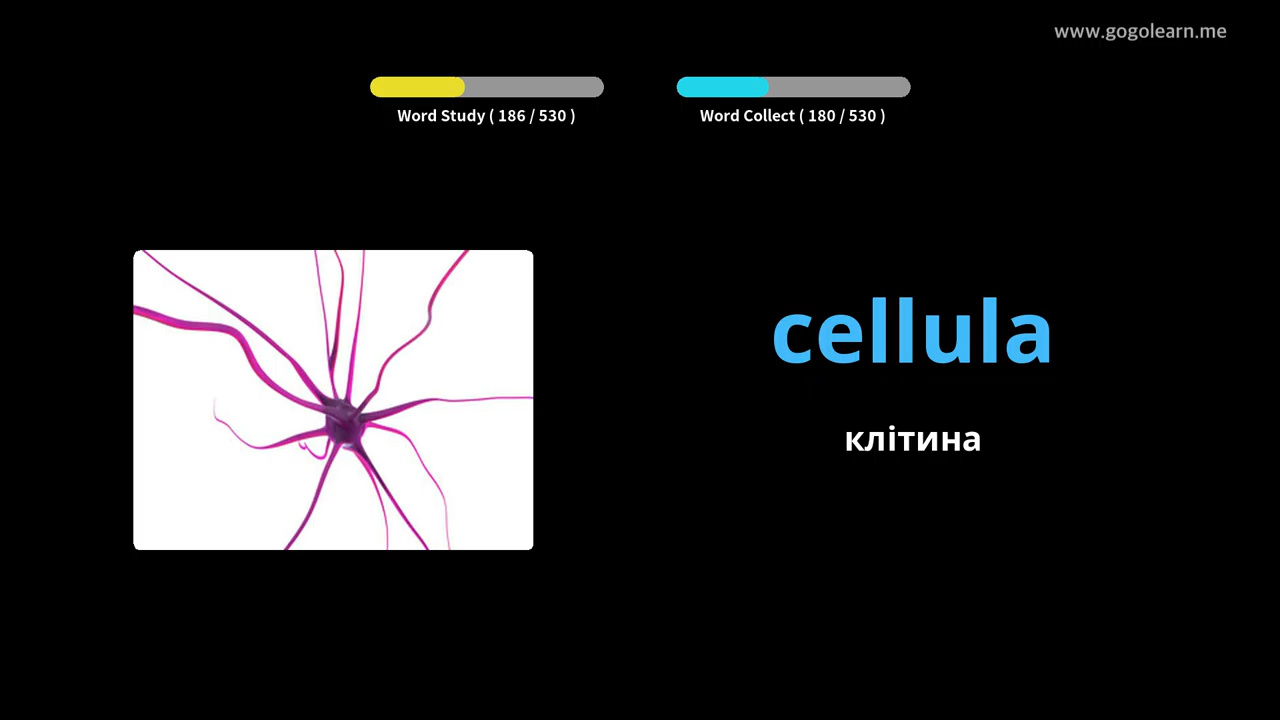 www.gogolearn.me
Word Study ( 186 / 530 )
Word Collect ( 180 / 530 )
cellula
клітина